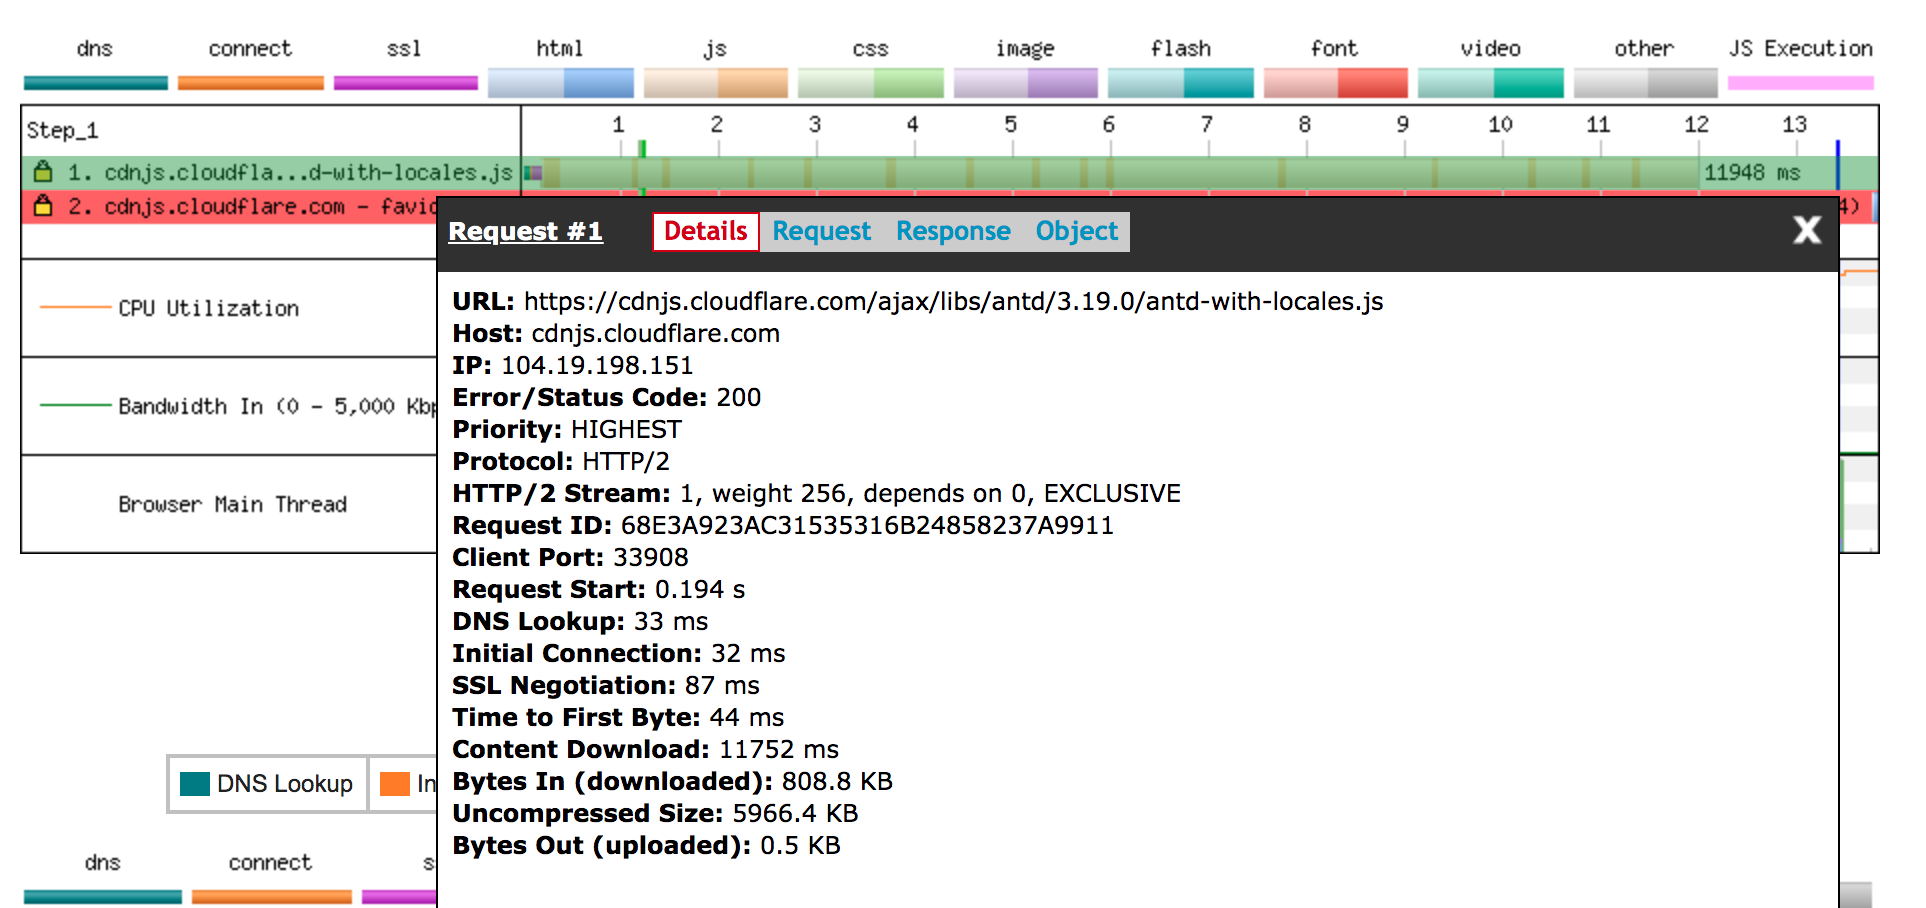 dns connect ssl html js css image flash font video other JS Execution
Step_1 1 2 3 4 5 6 7 8 9 10 11 12 13
1. cdnjs.cloudfla...d-with-locales.js 11948 ms
2. cdnjs.cloudflare.com - favic 4)
Request #1 Details Request Response Object X
URL: https://cdnjs.cloudflare.com/ajax/libs/antd/3.19.0/antd-with-locales.js
Host: cdnjs.cloudflare.com
IP: 104.19.198.151
Error/Status Code: 200
Priority: HIGHEST
Protocol: HTTP/2
HTTP/2 Stream: 1, weight 256, depends on 0, EXCLUSIVE
Request ID: 68E3A923AC31535316B24858237A9911
Client Port: 33908
Request Start: 0.194 s
DNS Lookup: 33 ms
Initial Connection: 32 ms
SSL Negotiation: 87 ms
Time to First Byte: 44 ms
Content Download: 11752 ms
Bytes In (downloaded): 808.8 KB
Uncompressed Size: 5966.4 KB
Bytes Out (uploaded): 0.5 KB
CPU Utilization
Bandwidth In (0 - 5,000 Kbp
Browser Main Thread
DNS Lookup In
dns connect s